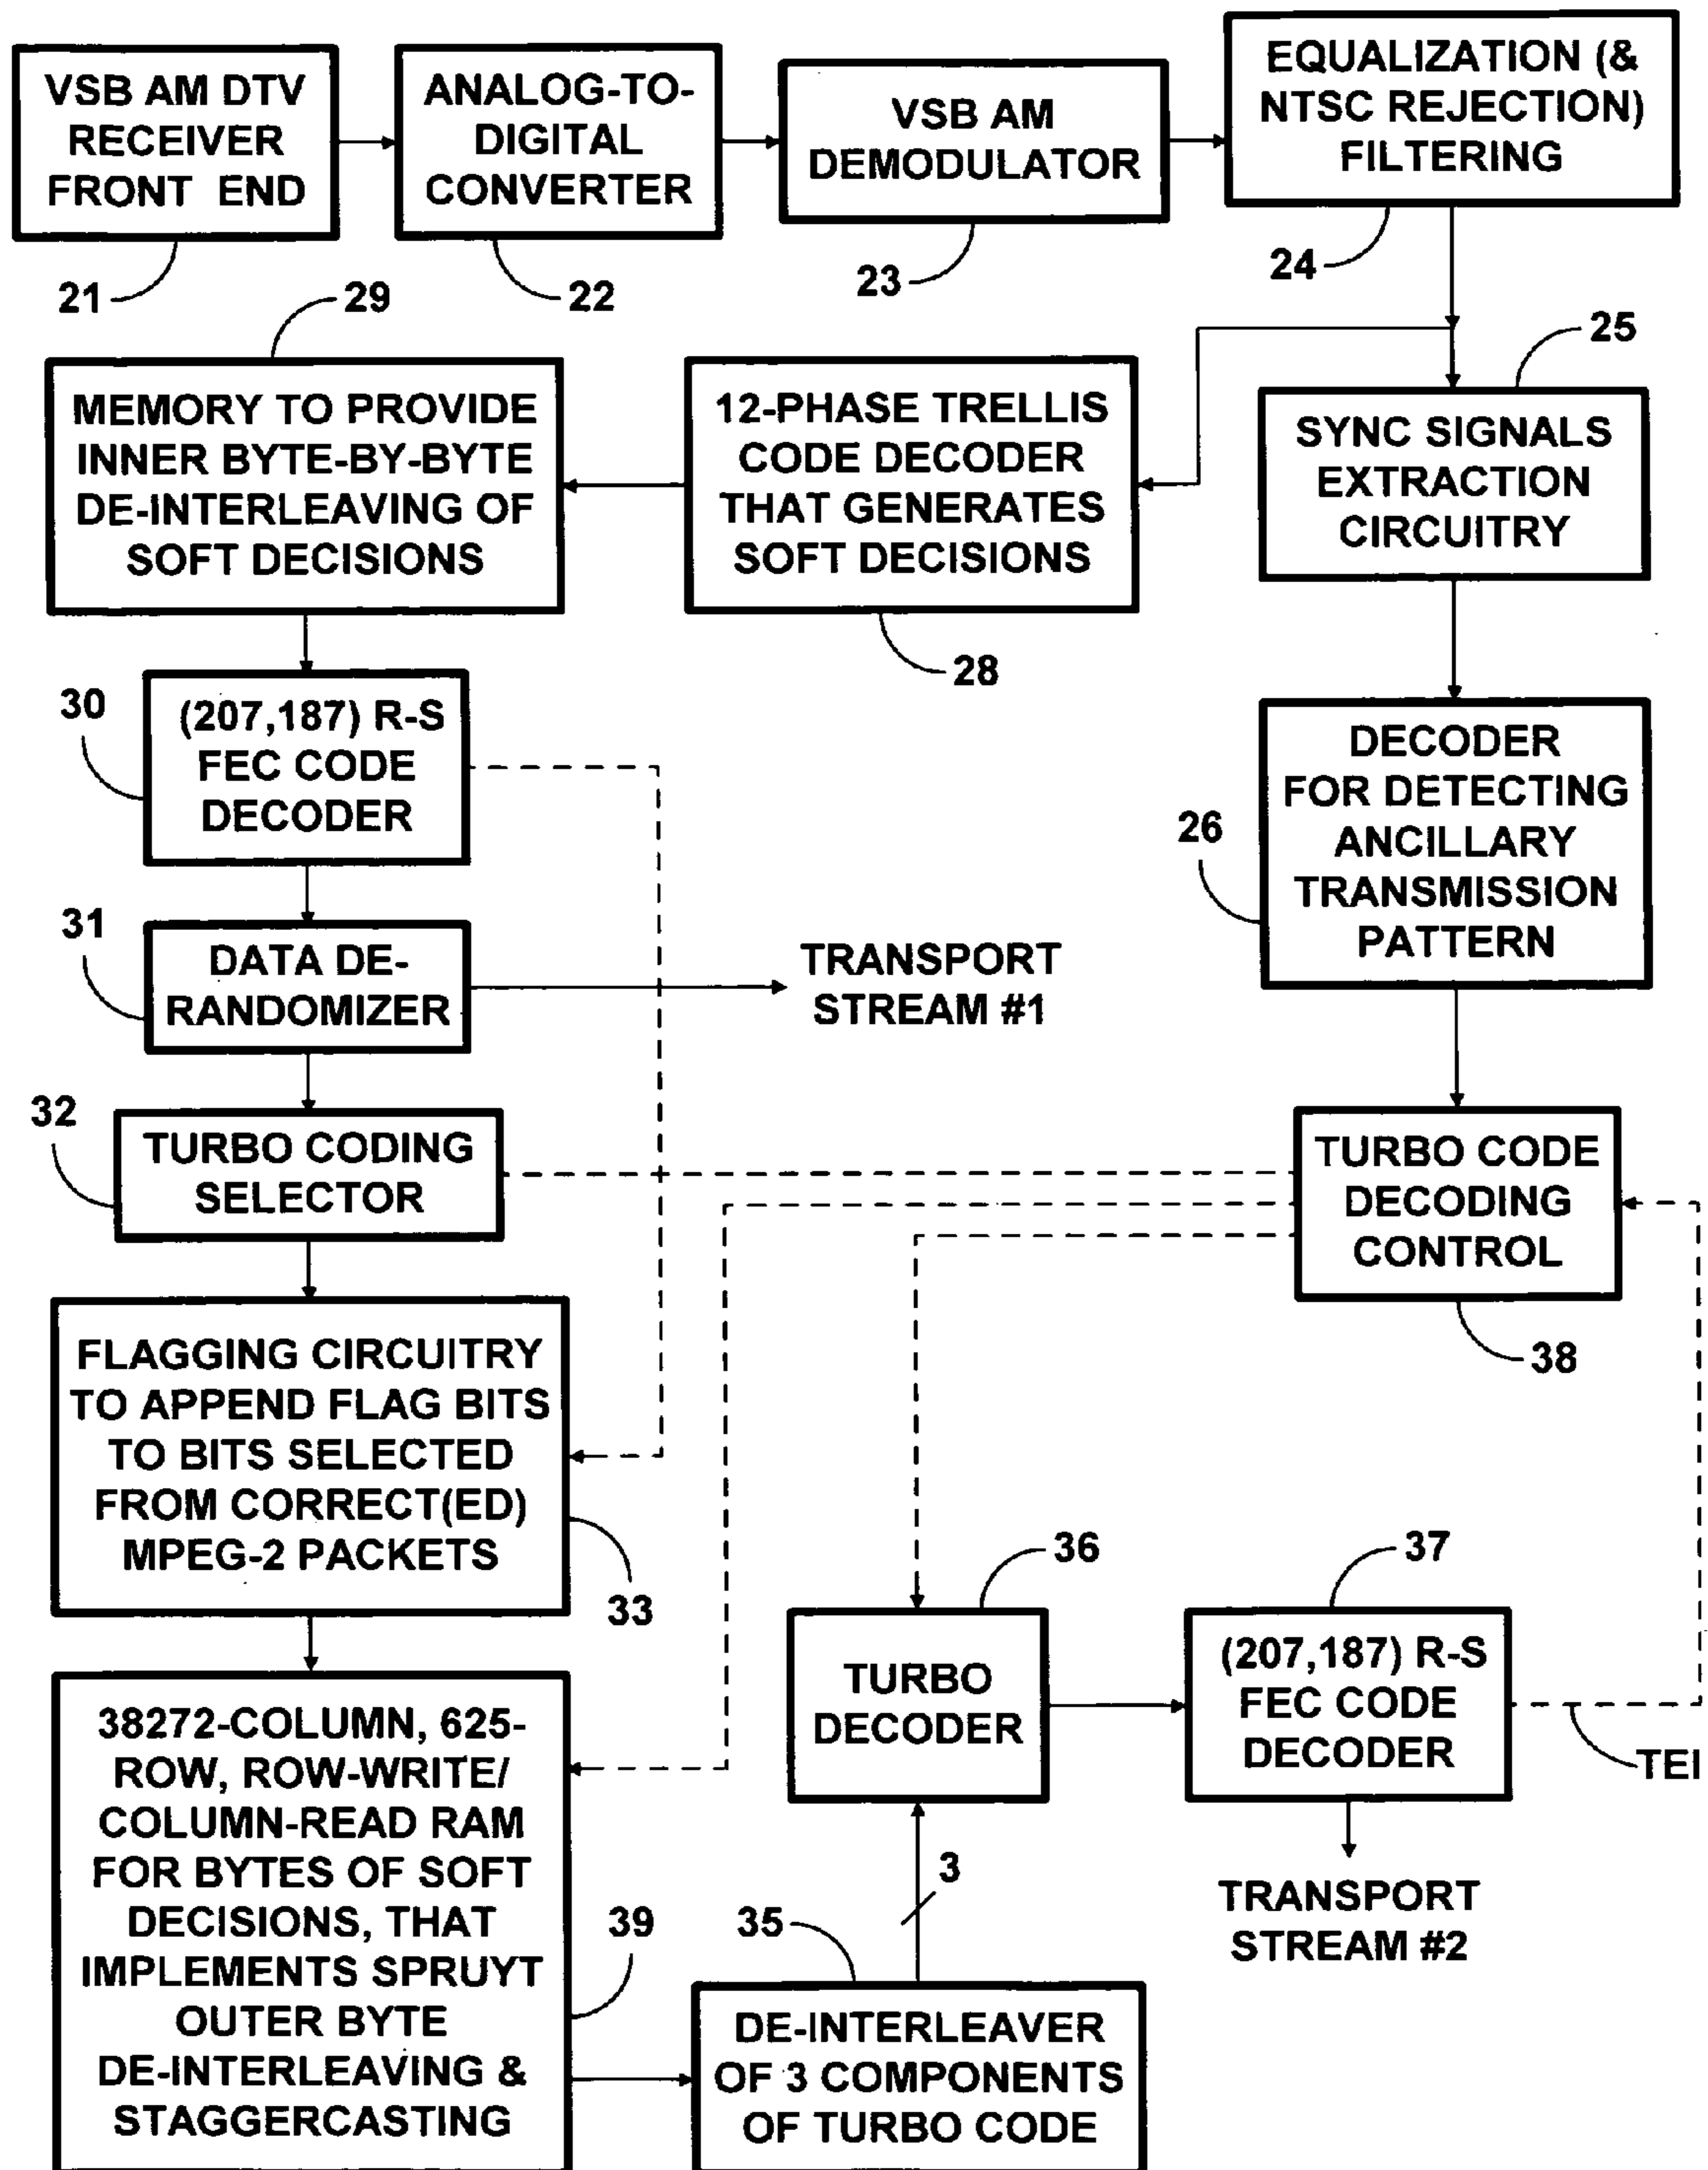 VSB AM DTV
RECEIVER
FRONT END
21
ANALOG-TO-
DIGITAL
CONVERTER
22
VSB AM
DEMODULATOR
23
EQUALIZATION (&
NTSC REJECTION)
FILTERING
24
29
MEMORY TO PROVIDE
INNER BYTE-BY-BYTE
DE-INTERLEAVING OF
SOFT DECISIONS
12-PHASE TRELLIS
CODE DECODER
THAT GENERATES
SOFT DECISIONS
28
25
SYNC SIGNALS
EXTRACTION
CIRCUITRY
30
(207,187) R-S
FEC CODE
DECODER
26
DECODER
FOR DETECTING
ANCILLARY
TRANSMISSION
PATTERN
31
DATA DE-
RANDOMIZER
TRANSPORT
STREAM #1
32
TURBO CODING
SELECTOR
TURBO CODE
DECODING
CONTROL
38
FLAGGING CIRCUITRY
TO APPEND FLAG BITS
TO BITS SELECTED
FROM CORRECT(ED)
MPEG-2 PACKETS
33
36
TURBO
DECODER
37
(207,187) R-S
FEC CODE
DECODER
TEI
TRANSPORT
STREAM #2
38272-COLUMN, 625-
ROW, ROW-WRITE/
COLUMN-READ RAM
FOR BYTES OF SOFT
DECISIONS, THAT
IMPLEMENTS SPRUYT
OUTER BYTE
DE-INTERLEAVING &
STAGGERCASTING
39
3
35
DE-INTERLEAVER
OF 3 COMPONENTS
OF TURBO CODE